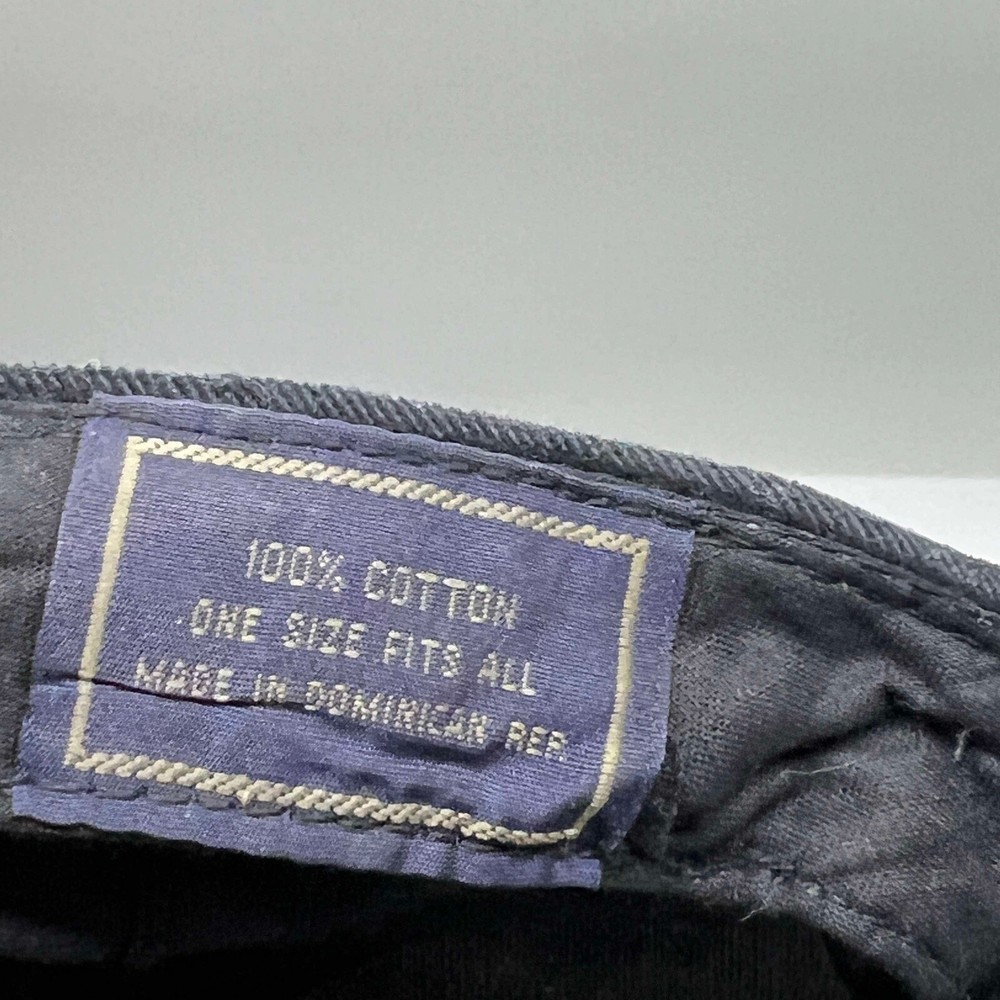 100% COTTON
ONE SIZE FITS ALL
MADE IN DOMINICAN REP.